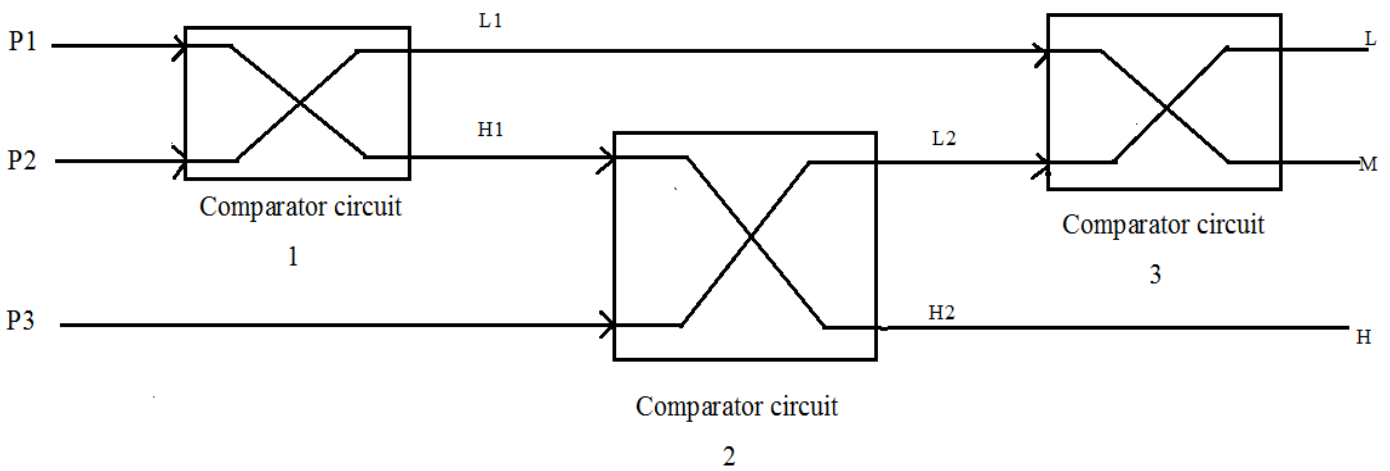 P1
L1
L
P2
H1
L2
M
Comparator circuit
1
Comparator circuit
3
P3
H2
H
Comparator circuit
2